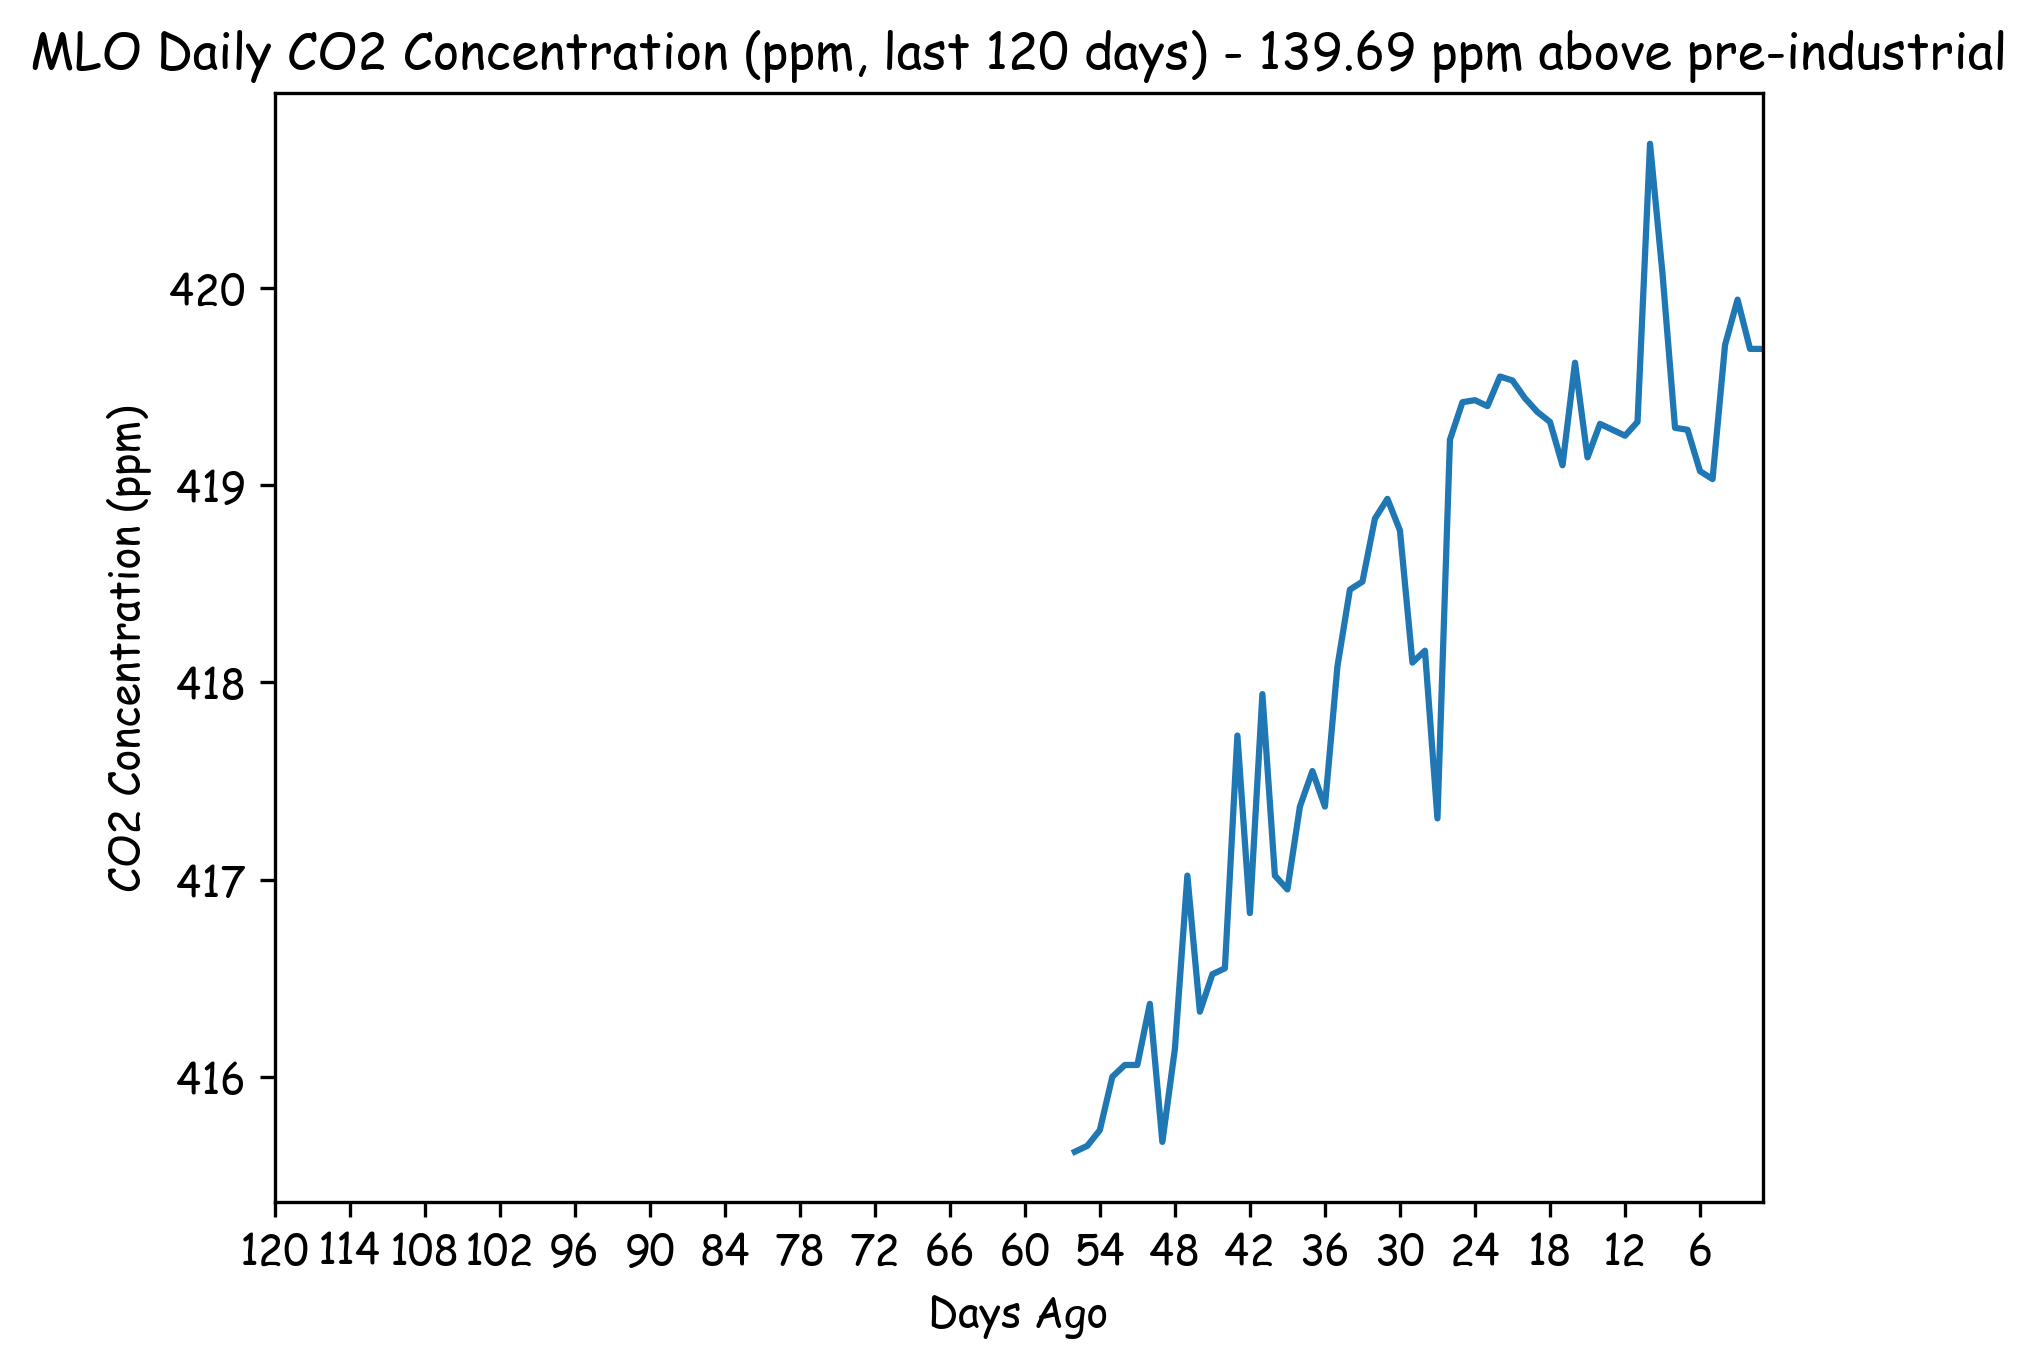 MLO Daily CO2 Concentration (ppm, last 120 days) - 139.69 ppm above pre-industrial
CO2 Concentration (ppm)
420
419
418
417
416
120 114 108 102 96 90 84 78 72 66 60 54 48 42 36 30 24 18 12 6
Days Ago